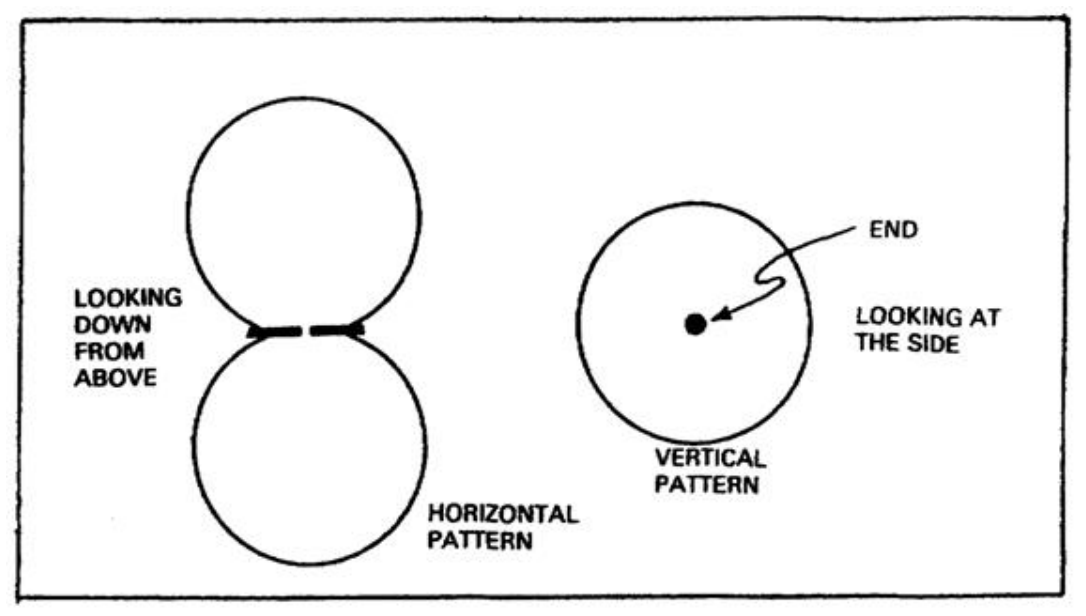 LOOKING
DOWN
FROM
ABOVE
HORIZONTAL
PATTERN
END
LOOKING AT
THE SIDE
VERTICAL
PATTERN